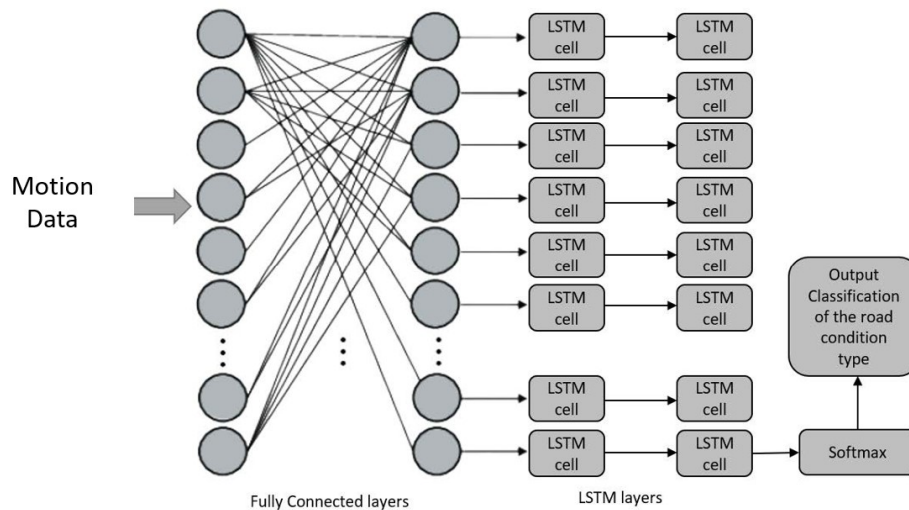 Motion
Data
LSTM
cell
LSTM
cell
LSTM
cell
LSTM
cell
LSTM
cell
LSTM
cell
LSTM
cell
LSTM
cell
LSTM
cell
LSTM
cell
LSTM
cell
LSTM
cell
LSTM
cell
LSTM
cell
LSTM
cell
LSTM
cell
Output
Classification
of the road
condition
type
Softmax
Fully Connected layers
LSTM layers